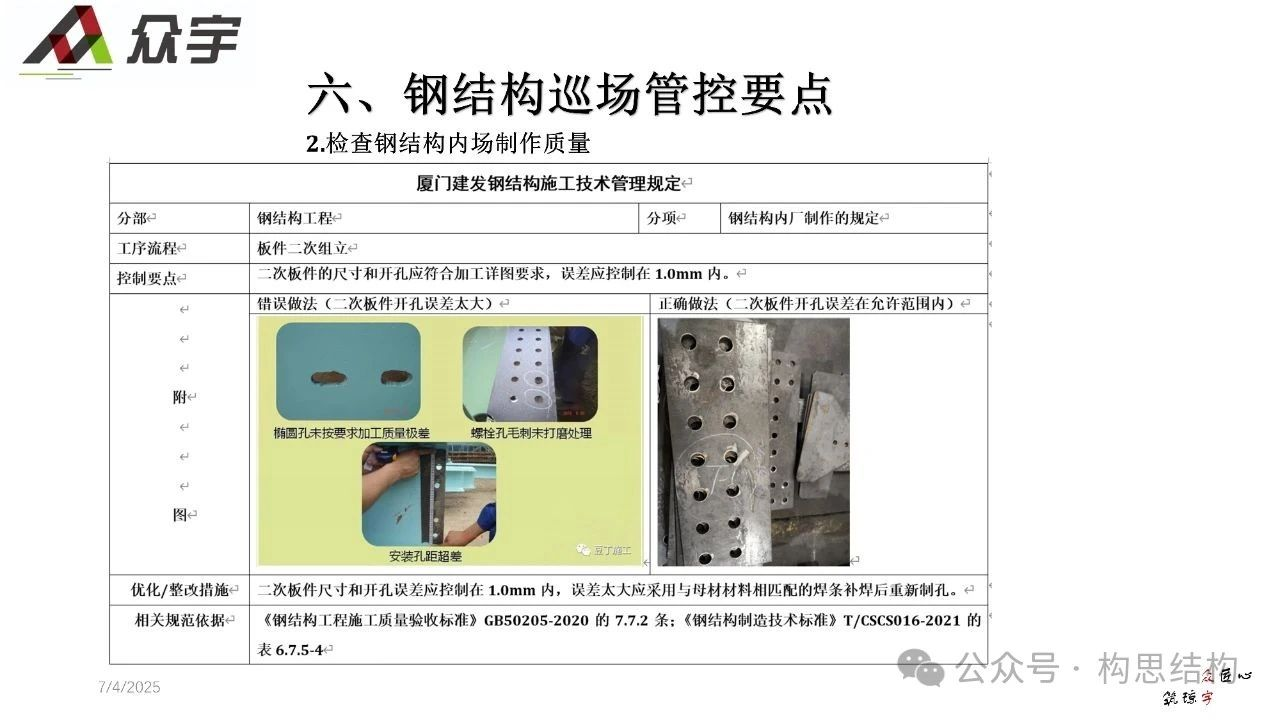 众宇
六、钢结构巡场管控要点
2.检查钢结构内场制作质量
厦门建发钢结构施工技术管理规定
分部 钢结构工程 分项 钢结构内厂制作的规定
工序流程 板件二次组立
控制要点 二次板件的尺寸和开孔应符合加工详图要求，误差应控制在 1.0mm 内。
错误做法（二次板件开孔误差太大） 正确做法（二次板件开孔误差在允许范围内）
附
图
椭圆孔未按要求加工质量极差 螺栓孔毛刺未打磨处理
安装孔距超差
豆丁施工
优化/整改措施 二次板件尺寸和开孔误差应控制在 1.0mm 内，误差太大应采用与母材材料相匹配的焊条补焊后重新制孔。
相关规范依据 《钢结构工程施工质量验收标准》GB50205-2020 的 7.7.2 条；《钢结构制造技术标准》T/CSCS016-2021 的
表 6.7.5-4
公众号 · 构思结构
7/4/2025
众匠心
筑琼宇